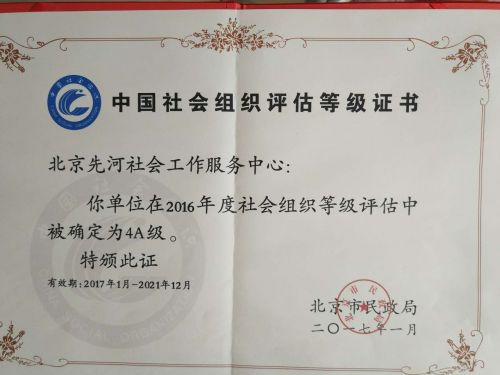 中国社会组织评估等级证书
北京先河社会工作服务中心:
你单位在2016年度社会组织等级评估中
被确定为4A级。
特颁此证
有效期:2017年1月-2021年12月
北京市民政局
二〇一七年一月